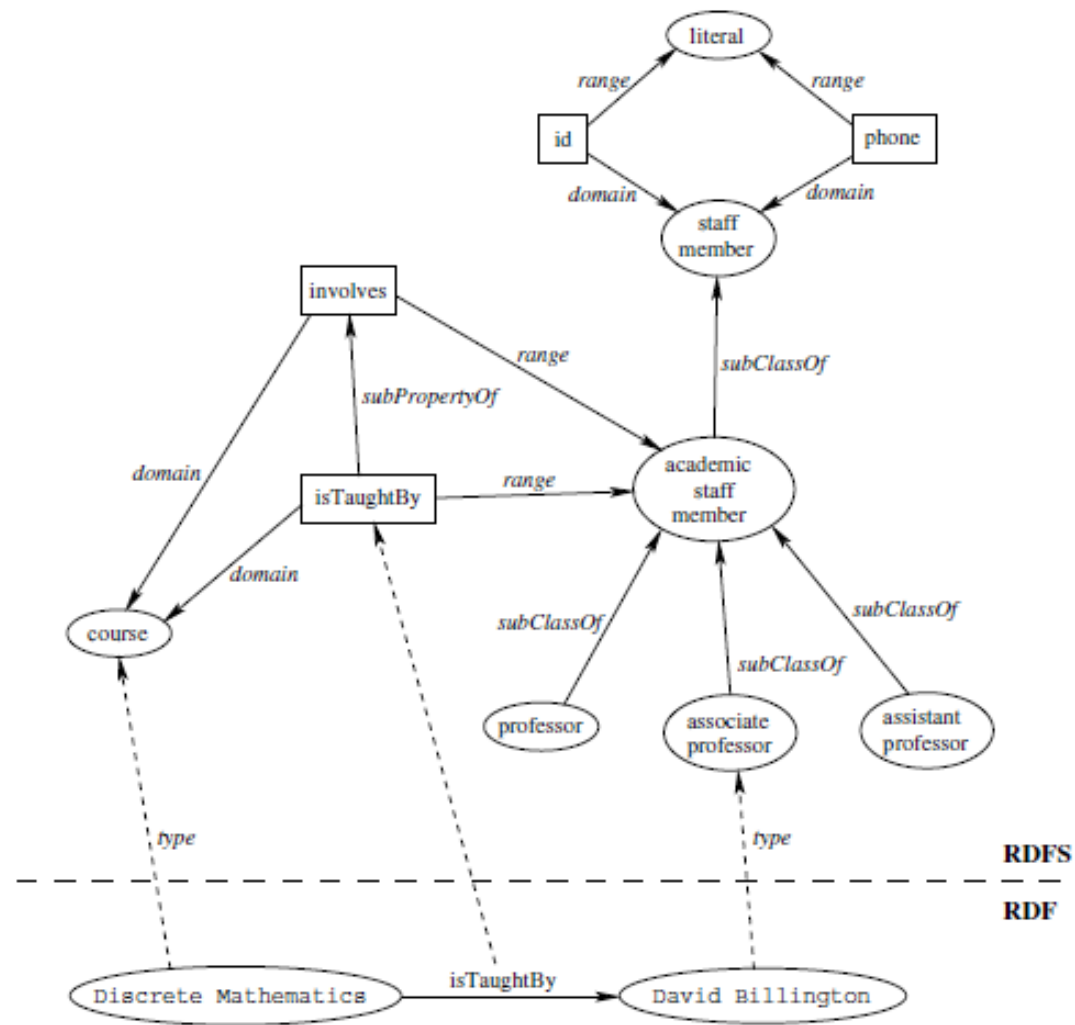 literal
range
range
id
phone
domain
domain
staff
member
involves
range
subClassOf
subPropertyOf
domain
academic
staff
member
range
isTaughtBy
domain
subClassOf
subClassOf
course
subClassOf
professor
associate
professor
assistant
professor
type
type
RDFS
RDF
isTaughtBy
Discrete Mathematics
David Billington